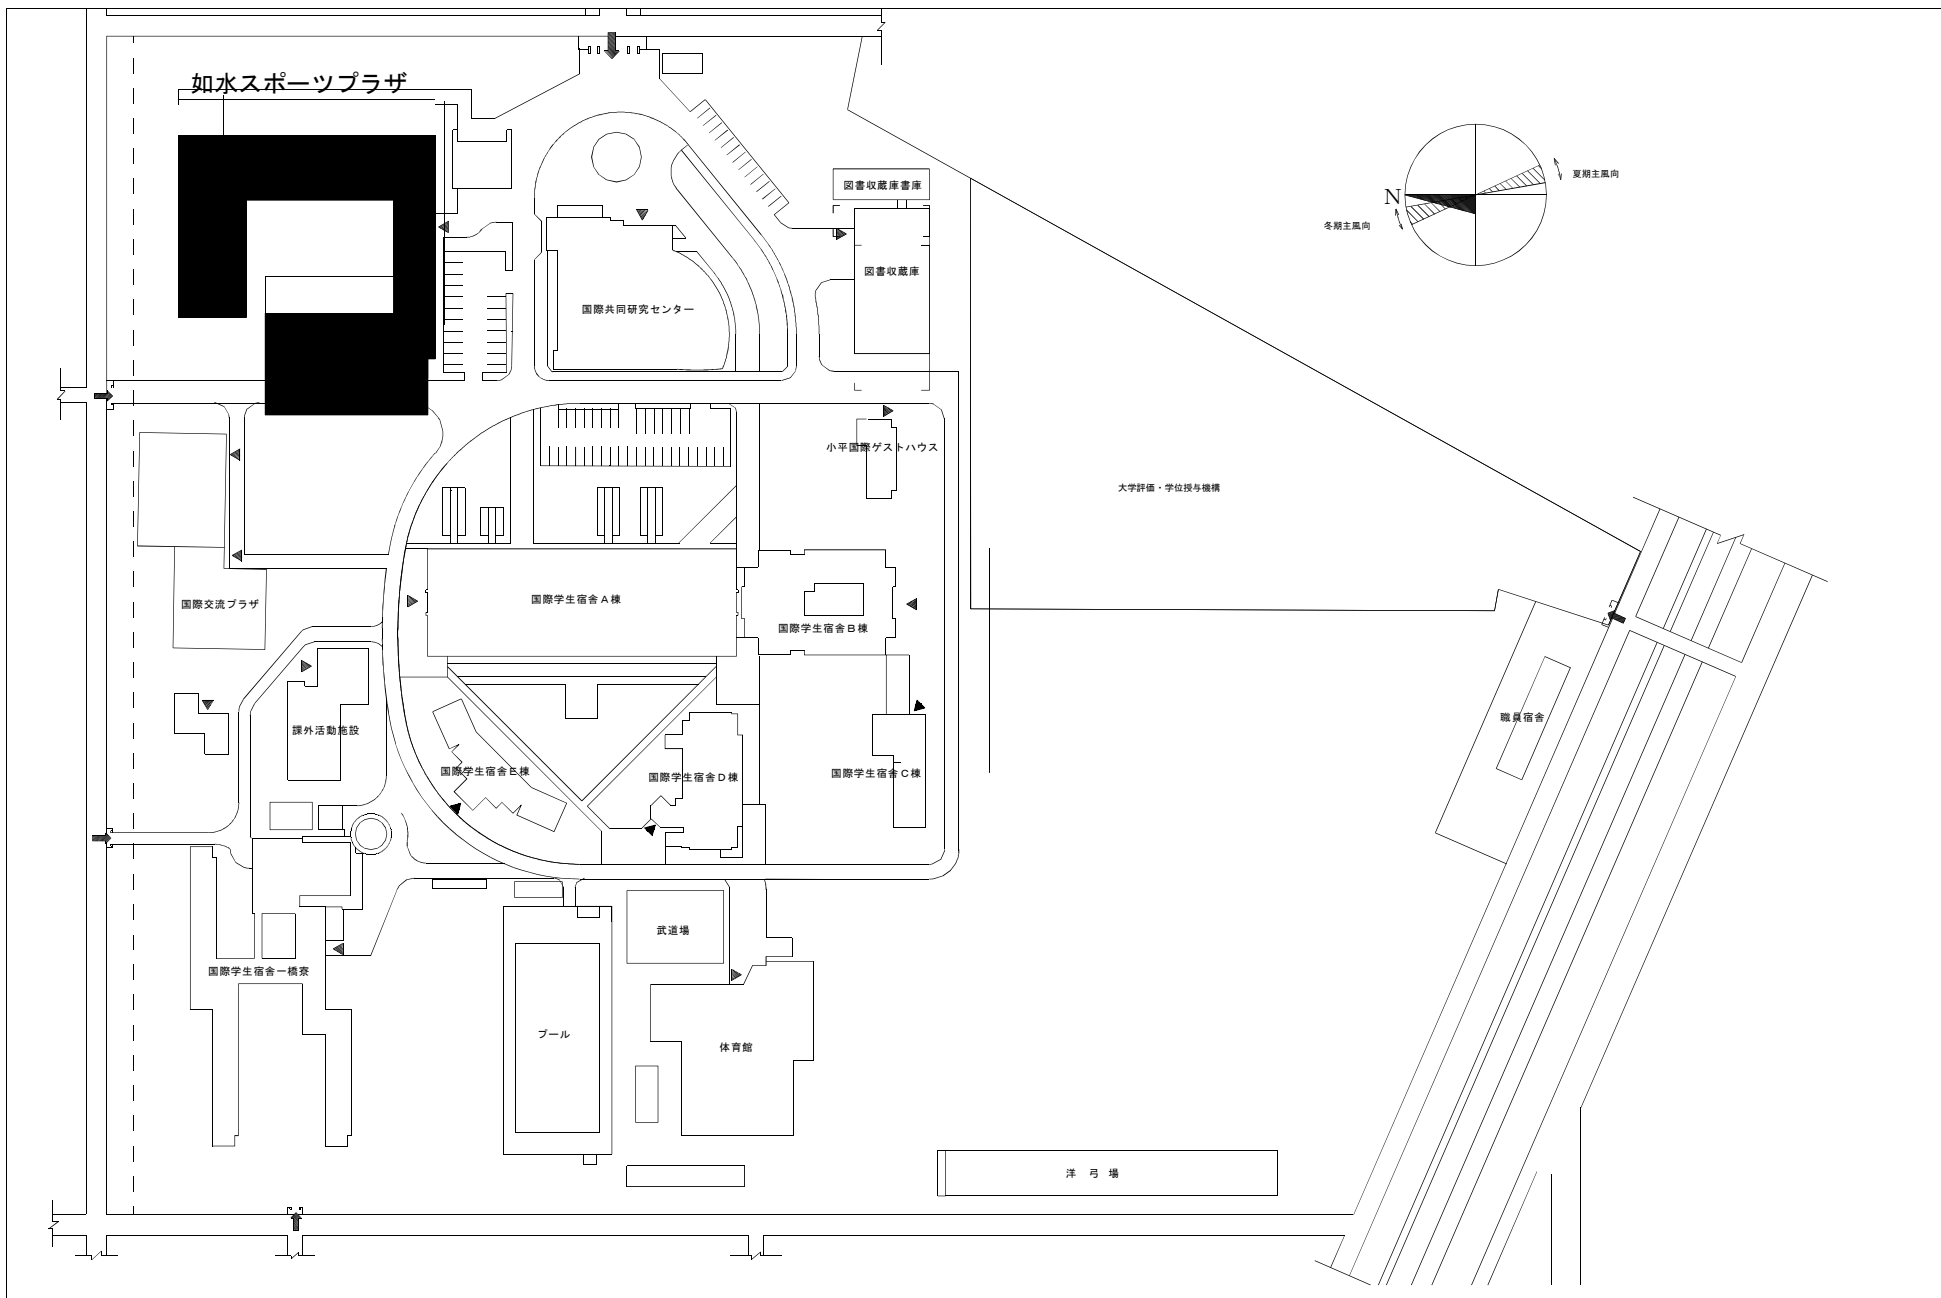 如水スポーツプラザ
図書収蔵庫書庫
夏期主風向
N
冬期主風向
図書収蔵庫
国際共同研究センター
小平国際ゲストハウス
大学評価・学位授与機構
国際学生宿舎A棟
国際交流プラザ
国際学生宿舎B棟
職員宿舎
課外活動施設
国際学生宿舎E棟
国際学生宿舎D棟
国際学生宿舎C棟
武道場
国際学生宿舎一橋寮
プール
体育館
洋 弓 場